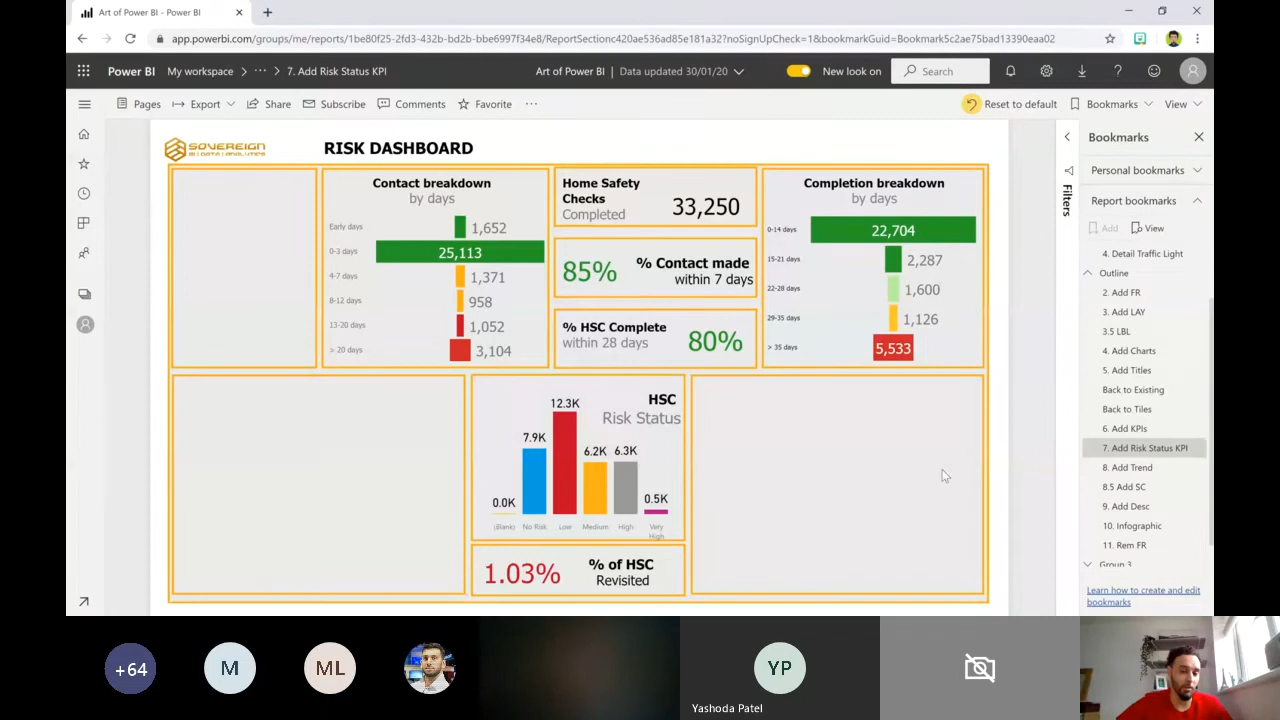 Art of Power BI - Power BI
app.powerbi.com/groups/me/reports/1be80f25-2fd3-432b-bd2b-bbe6997f34e8/ReportSectionc420ae536ad85e181a32?noSignUpCheck=1&bookmarkGuid=Bookmark5c2ae75bad13390eaa02
Power BI My workspace ··· 7. Add Risk Status KPI Art of Power BI | Data updated 30/01/20 New look on Search
Pages Export Share Subscribe Comments Favorite ··· Reset to default Bookmarks View
SOVEREIGN
BI | DATA | ANALYTICS
RISK DASHBOARD
Contact breakdown
by days
Early days 1,652
0-3 days 25,113
4-7 days 1,371
8-12 days 958
13-20 days 1,052
> 20 days 3,104
Home Safety
Checks
Completed
33,250
85%
% Contact made
within 7 days
% HSC Complete
within 28 days
80%
Completion breakdown
by days
0-14 days 22,704
15-21 days 2,287
22-28 days 1,600
29-35 days 1,126
> 35 days 5,533
HSC
Risk Status
0.0K 7.9K 12.3K 6.2K 6.3K 0.5K
(Blank) No Risk Low Medium High Very
High
1.03%
% of HSC
Revisited
Filters
Bookmarks
Personal bookmarks
Report bookmarks
Add View
4. Detail Traffic Light
Outline
2. Add FR
3. Add LAY
3.5 LBL
4. Add Charts
5. Add Titles
Back to Existing
Back to Tiles
6. Add KPIs
7. Add Risk Status KPI
8. Add Trend
8.5 Add SC
9. Add Desc
10. Infographic
11. Rem FR
Group 3
Learn how to create and edit
bookmarks
+64
M
ML
YP
Yashoda Patel